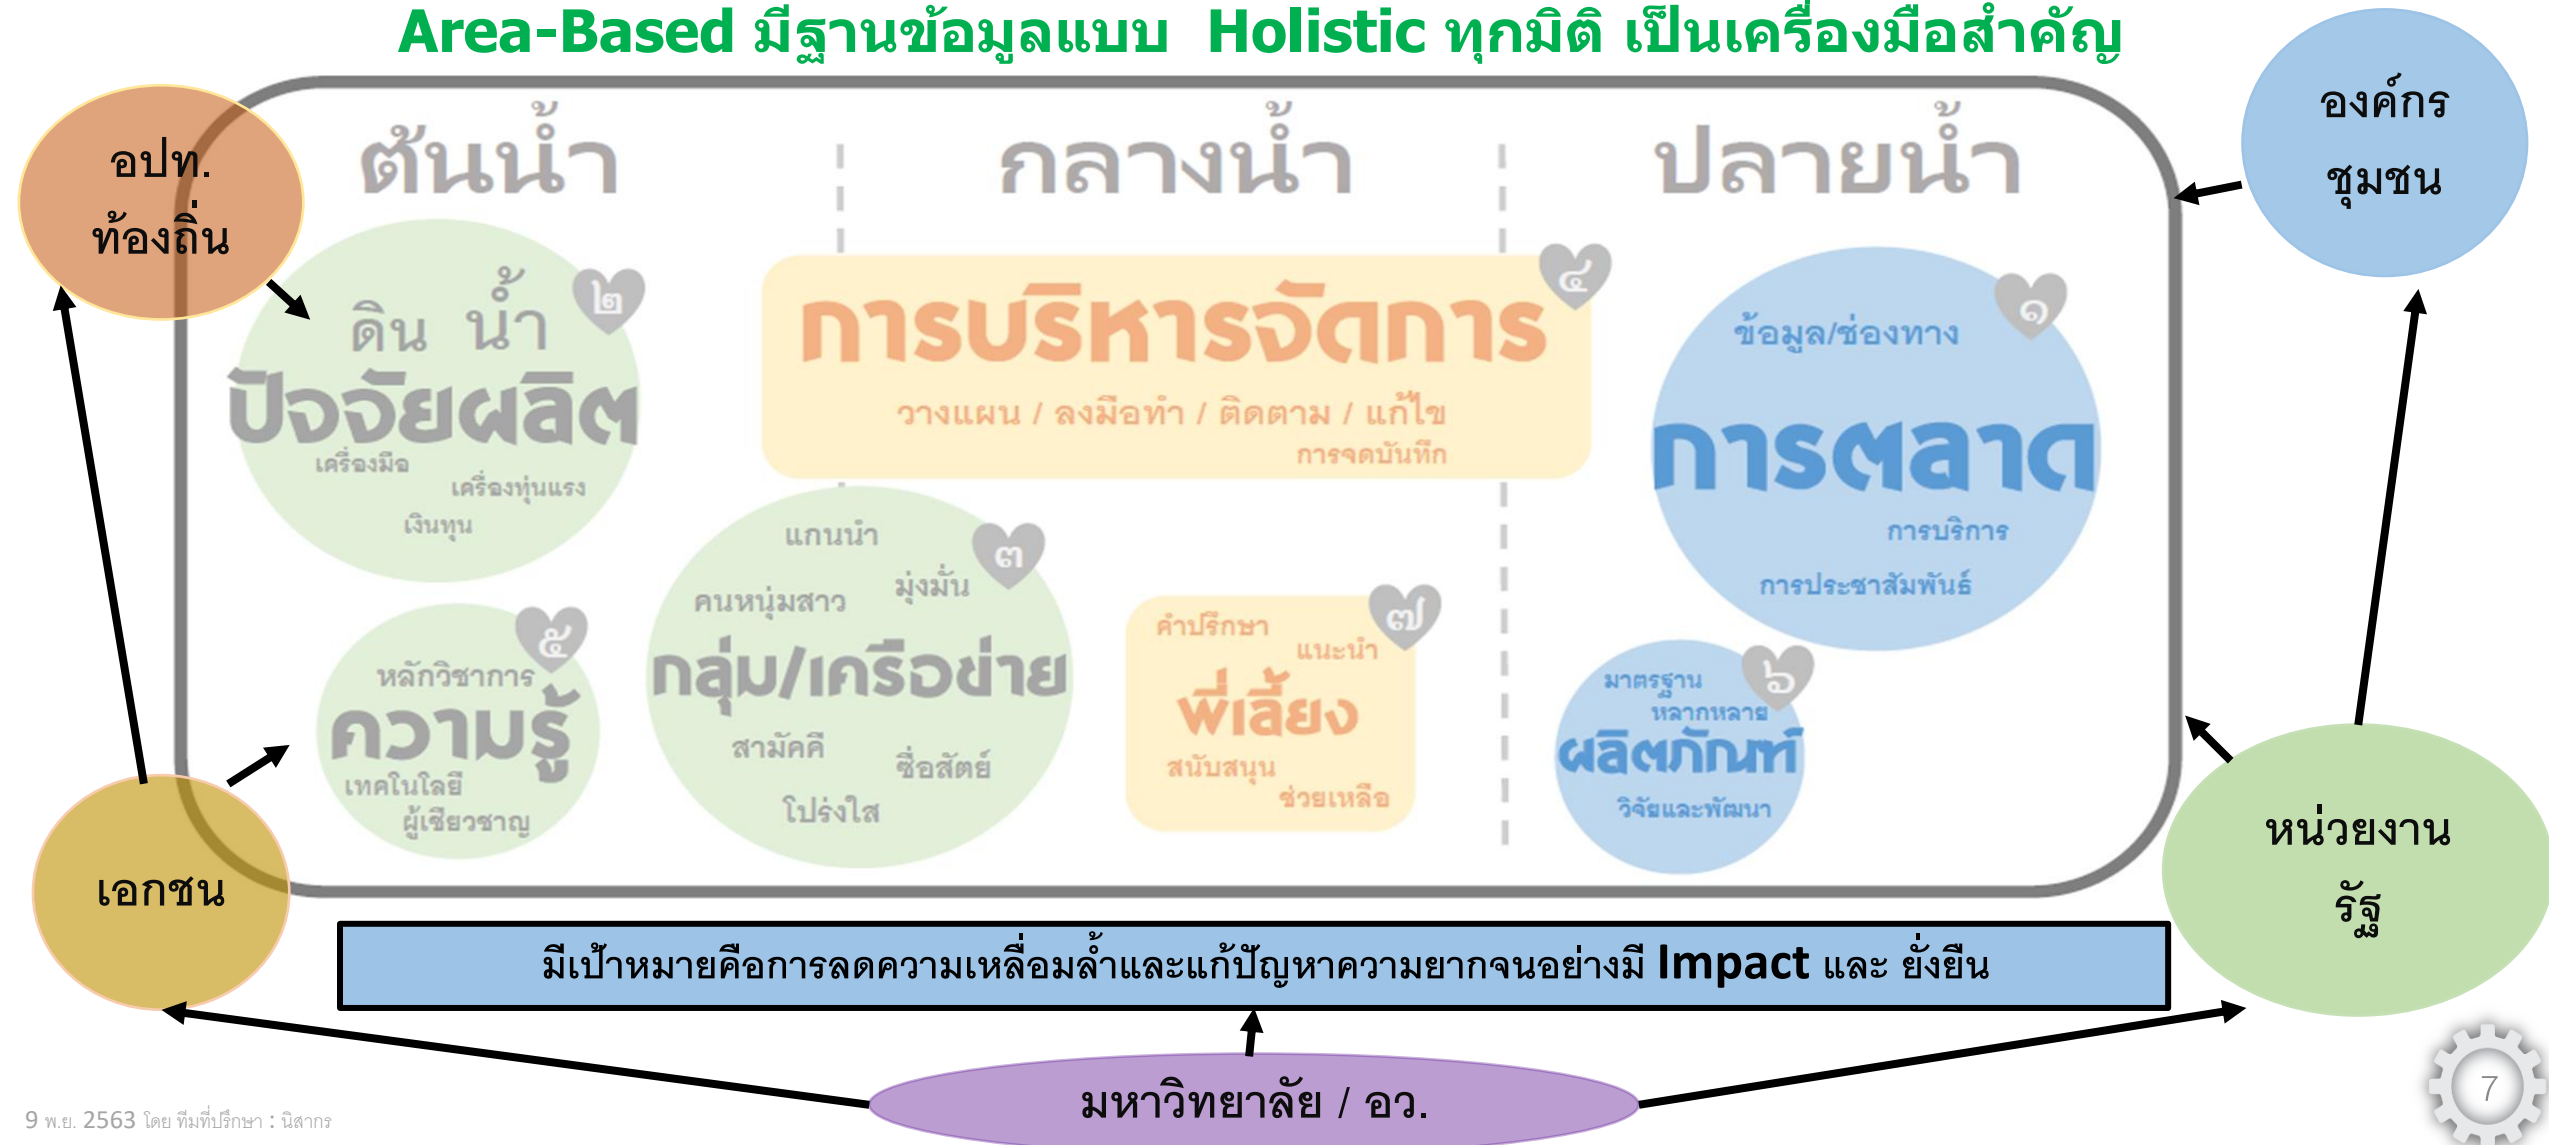 Area-Based มีฐานข้อมูลแบบ Holistic ทุกมิติ เป็นเครื่องมือสำคัญ
อปท.
ท้องถิ่น
องค์กร
ชุมชน
ต้นน้ำ
กลางน้ำ
ปลายน้ำ
ดิน น้ำ
๒
ปัจจัยผลิต
เครื่องมือ
เครื่องทุ่นแรง
เงินทุน
๔
การบริหารจัดการ
วางแผน / ลงมือทำ / ติดตาม / แก้ไข
การจดบันทึก
๑
ข้อมูล/ช่องทาง
การตลาด
การบริการ
การประชาสัมพันธ์
๕
หลักวิชาการ
ความรู้
เทคโนโลยี
ผู้เชียวชาญ
แกนนำ
๓
คนหนุ่มสาว
มุ่งมั่น
กลุ่ม/เครือข่าย
สามัคคี
ซื่อสัตย์
โปร่งใส
๗
คำปรึกษา
แนะนำ
พี่เลี้ยง
สนับสนุน
ช่วยเหลือ
๖
มาตรฐาน
หลากหลาย
ผลิตภัณฑ์
วิจัยและพัฒนา
เอกชน
หน่วยงาน
รัฐ
มีเป้าหมายคือการลดความเหลื่อมล้ำและแก้ปัญหาความยากจนอย่างมี Impact และ ยั่งยืน
มหาวิทยาลัย / อว.
9 พ.ย. 2563 โดย ทีมที่ปรึกษา : นิสากร
7